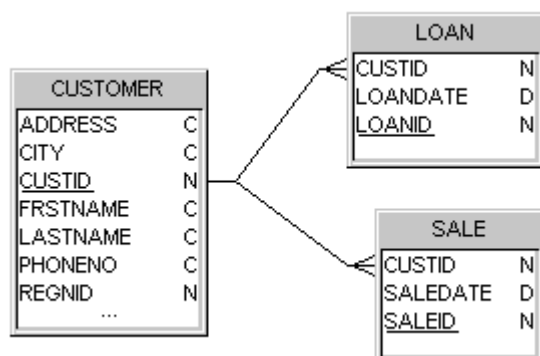 CUSTOMER
ADDRESS C
CITY C
CUSTID N
FRSTNAME C
LASTNAME C
PHONENO C
REGNID N
...
LOAN
CUSTID N
LOANDATE D
LOANID N
SALE
CUSTID N
SALEDATE D
SALEID N